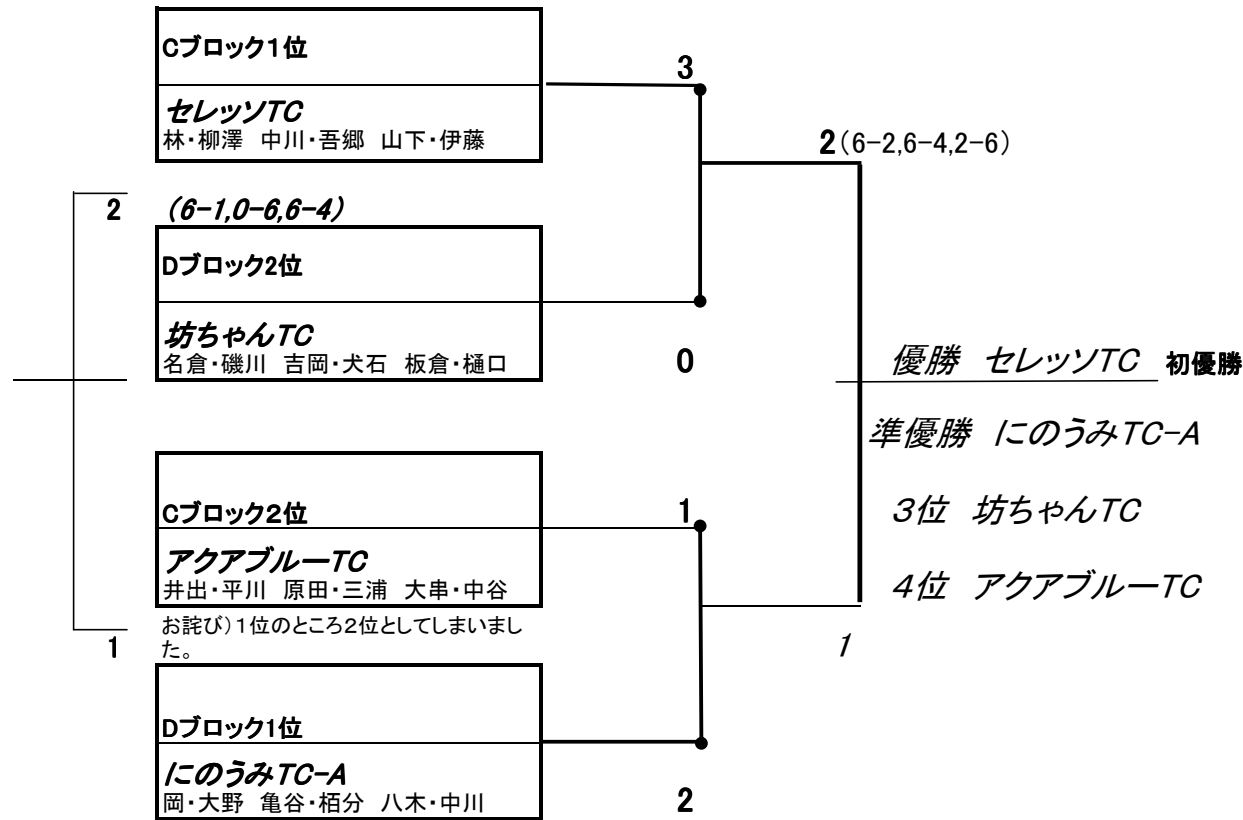 Cブロック1位
セレッソTC
林・柳澤　中川・吾郷　山下・伊藤
3
2(6-2,6-4,2-6)
2　(6-1,0-6,6-4)
Dブロック2位
坊ちゃんTC
名倉・磯川　吉岡・犬石　板倉・樋口
0
優勝　セレッソTC　初優勝
準優勝　にのうみTC-A
3位　坊ちゃんTC
4位　アクアブルーTC
Cブロック2位
アクアブルーTC
井出・平川　原田・三浦　大串・中谷
1
お詫び）1位のところ2位としてしまいまし
た。
1
1
Dブロック1位
にのうみTC-A
岡・大野　亀谷・栢分　八木・中川
2